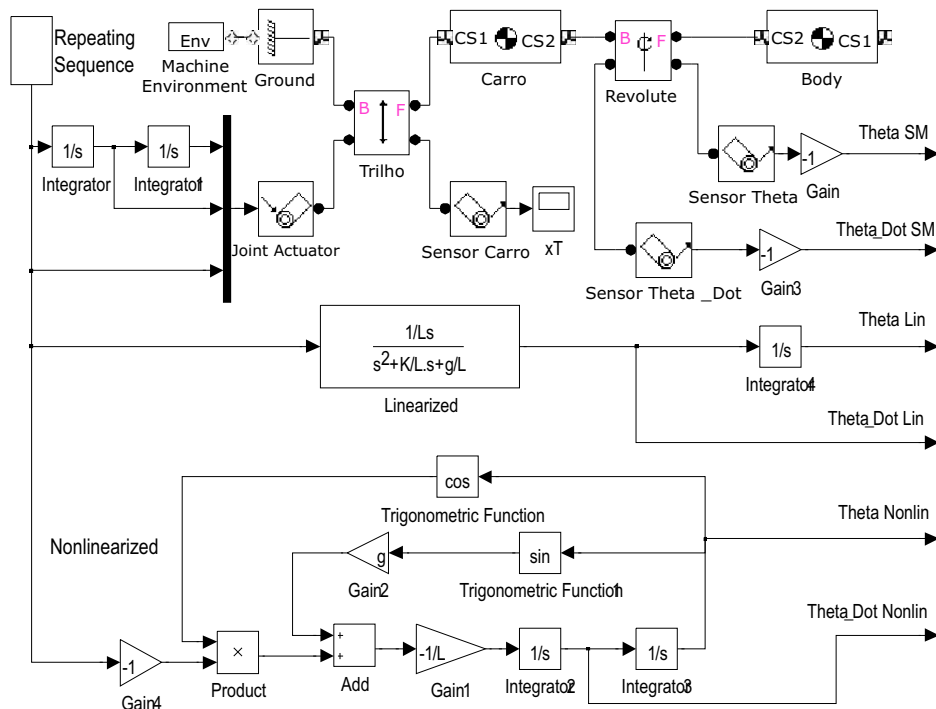 Repeating
Sequence
Env
Machine
Environment
Ground
CS1 CS2
Carro
B F
Revolute
CS2 CS1
Body
B F
Trilho
1/s
Integrator
1/s
Integrator1
Joint Actuator
Sensor Carro
xT
Sensor Theta
-1
Gain
Theta SM
Sensor Theta _Dot
-1
Gain3
Theta_Dot SM
1/Ls
s2+K/L.s+g/L
Linearized
1/s
Integrator4
Theta Lin
Theta_Dot Lin
cos
Trigonometric Function
Nonlinearized
g
Gain2
sin
Trigonometric Function1
Theta Nonlin
Theta_Dot Nonlin
-1
Gain4
×
Product
+
+
Add
-1/L
Gain1
1/s
Integrator2
1/s
Integrator3